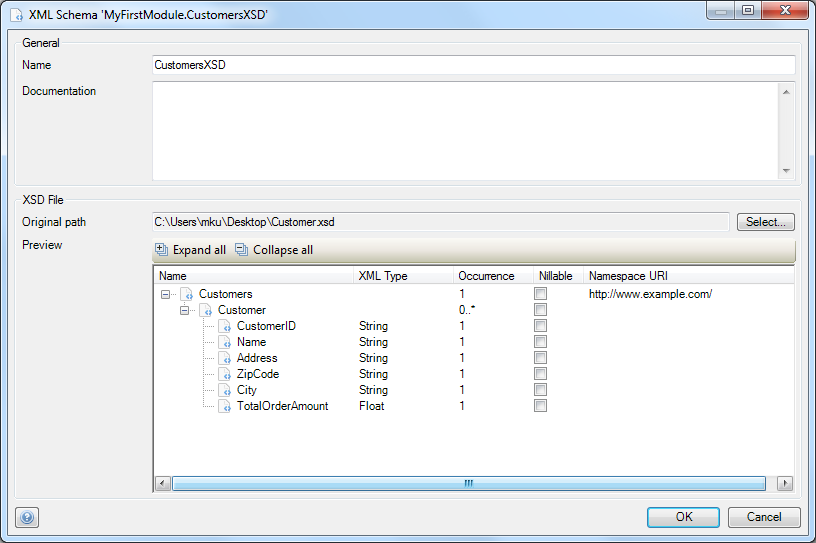 XML Schema 'MyFirstModule.CustomersXSD'
General
Name CustomersXSD
Documentation
XSD File
Original path C:\Users\mku\Desktop\Customer.xsd Select...
Preview Expand all Collapse all
Name XML Type Occurrence Nillable Namespace URI
Customers 1 http://www.example.com/
Customer 0..*
CustomerID String 1
Name String 1
Address String 1
ZipCode String 1
City String 1
TotalOrderAmount Float 1
OK Cancel